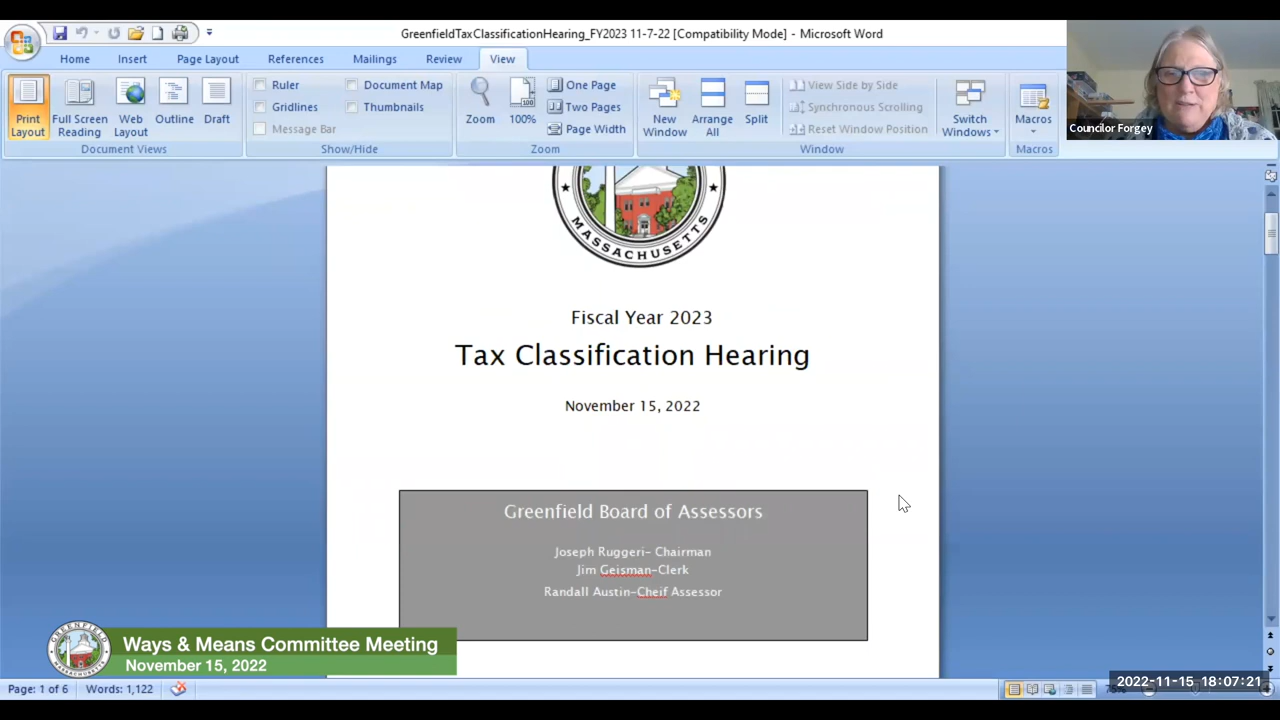 GreenfieldTaxClassificationHearing_FY2023 11-7-22 [Compatibility Mode] - Microsoft Word
Home Insert Page Layout References Mailings Review View
Print Layout
Full Screen Reading
Web Layout
Outline
Draft
Document Views
Ruler
Gridlines
Message Bar
Document Map
Thumbnails
Show/Hide
Zoom
100
100%
One Page
Two Pages
Page Width
Zoom
New Window
Arrange All
Split
View Side by Side
Synchronous Scrolling
Reset Window Position
Window
Switch Windows
Macros
Macros
Councilor Forgey
MASSACHUSETTS
Fiscal Year 2023
Tax Classification Hearing
November 15, 2022
Greenfield Board of Assessors
Joseph Ruggeri- Chairman
Jim Geisman-Clerk
Randall Austin-Cheif Assessor
GREENFIELD
MASSACHUSETTS
Ways & Means Committee Meeting
November 15, 2022
Page: 1 of 6 Words: 1,122
2022-11-15 18:07:21